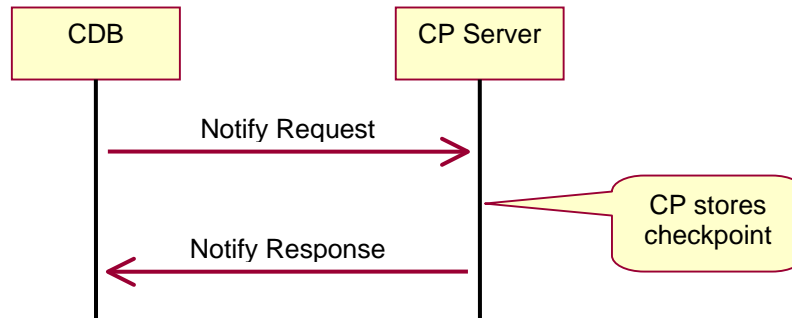 CDB
CP Server
Notify Request
CP stores
checkpoint
Notify Response